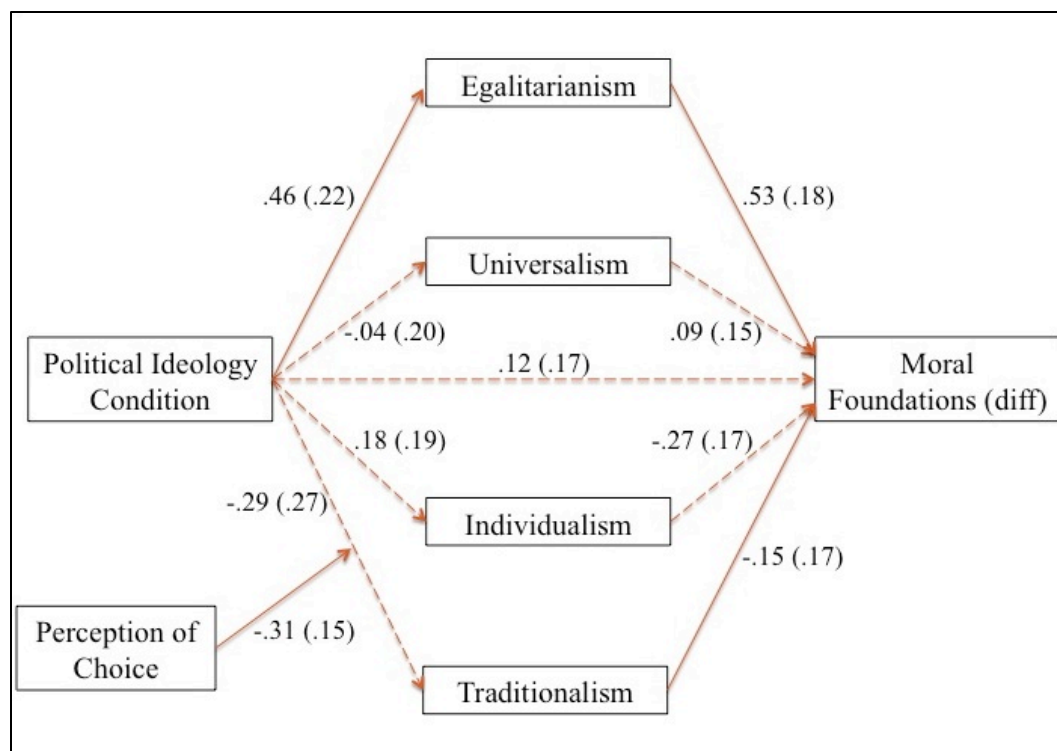 Egalitarianism
.46 (.22)
.53 (.18)
Universalism
-.04 (.20)
.09 (.15)
Political Ideology
Condition
.12 (.17)
Moral
Foundations (diff)
.18 (.19)
-.27 (.17)
-.29 (.27)
Individualism
-.15 (.17)
Perception of
Choice
-.31 (.15)
Traditionalism